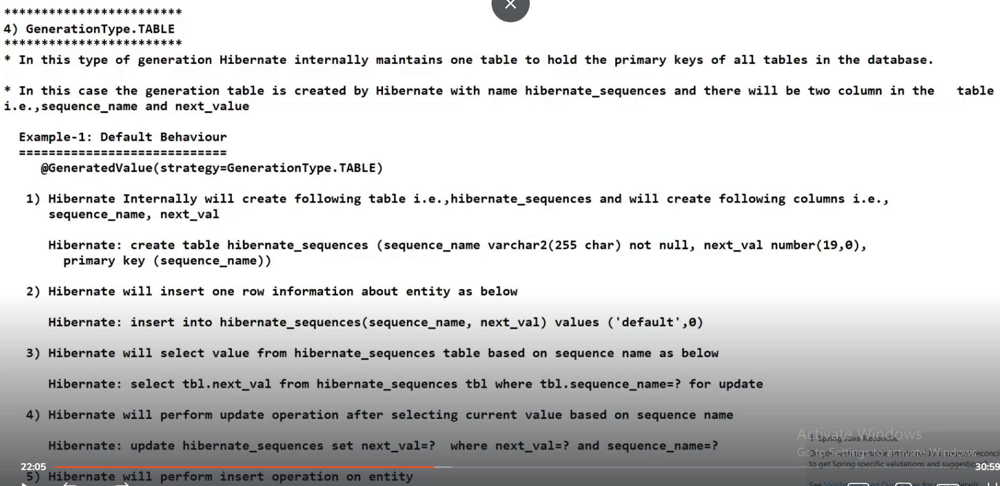 ************************
4) GenerationType.TABLE
************************
* In this type of generation Hibernate internally maintains one table to hold the primary keys of all tables in the database.
* In this case the generation table is created by Hibernate with name hibernate_sequences and there will be two column in the   table
i.e.,sequence_name and next_value
Example-1: Default Behaviour
============================
@GeneratedValue(strategy=GenerationType.TABLE)
1) Hibernate Internally will create following table i.e.,hibernate_sequences and will create following columns i.e.,
sequence_name, next_val
Hibernate: create table hibernate_sequences (sequence_name varchar2(255 char) not null, next_val number(19,0),
primary key (sequence_name))
2) Hibernate will insert one row information about entity as below
Hibernate: insert into hibernate_sequences(sequence_name, next_val) values ('default',0)
3) Hibernate will select value from hibernate_sequences table based on sequence name as below
Hibernate: select tbl.next_val from hibernate_sequences tbl where tbl.sequence_name=? for update
4) Hibernate will perform update operation after selecting current value based on sequence name
Hibernate: update hibernate_sequences set next_val=?  where next_val=? and sequence_name=?
Activate Windows
Spring Java Reconcile
Go to Settings to activate Windows.
to get Spring specific validations and suggestions?
22:05
30:59
5) Hibernate will perform insert operation on entity